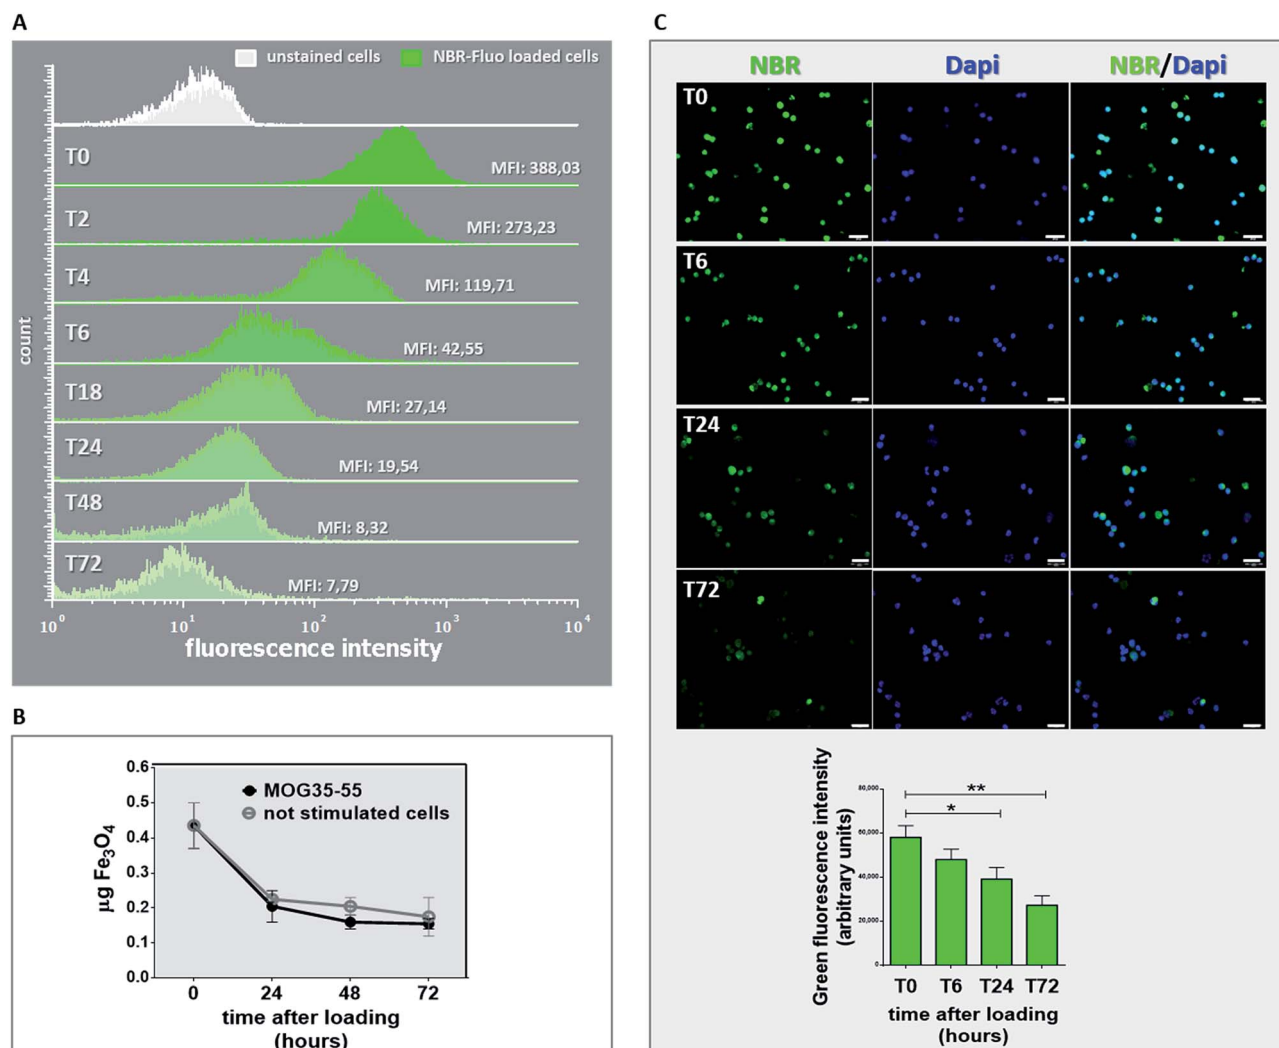 A
unstained cells NBR-Fluo loaded cells
T0 MFI: 388,03
T2 MFI: 273,23
T4 MFI: 119,71
T6 MFI: 42,55
T18 MFI: 27,14
T24 MFI: 19,54
T48 MFI: 8,32
T72 MFI: 7,79
count
10⁰ 10¹ 10² 10³ 10⁴
fluorescence intensity
B
0.6
0.5
0.4
0.3
0.2
0.1
0.0
µg Fe₃O₄
MOG35-55
not stimulated cells
0 24 48 72
time after loading
(hours)
C
NBR Dapi NBR/Dapi
T0
T6
T24
T72
Green fluorescence intensity
(arbitrary units)
80,000
60,000
40,000
20,000
0
**
*
T0 T6 T24 T72
time after loading
(hours)